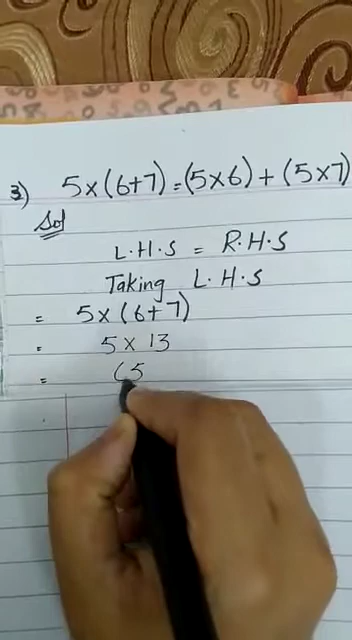 3) 5×(6+7)=(5×6)+(5×7)
Sol
L.H.S = R.H.S
Taking L.H.S
= 5×(6+7)
= 5×13
= 65